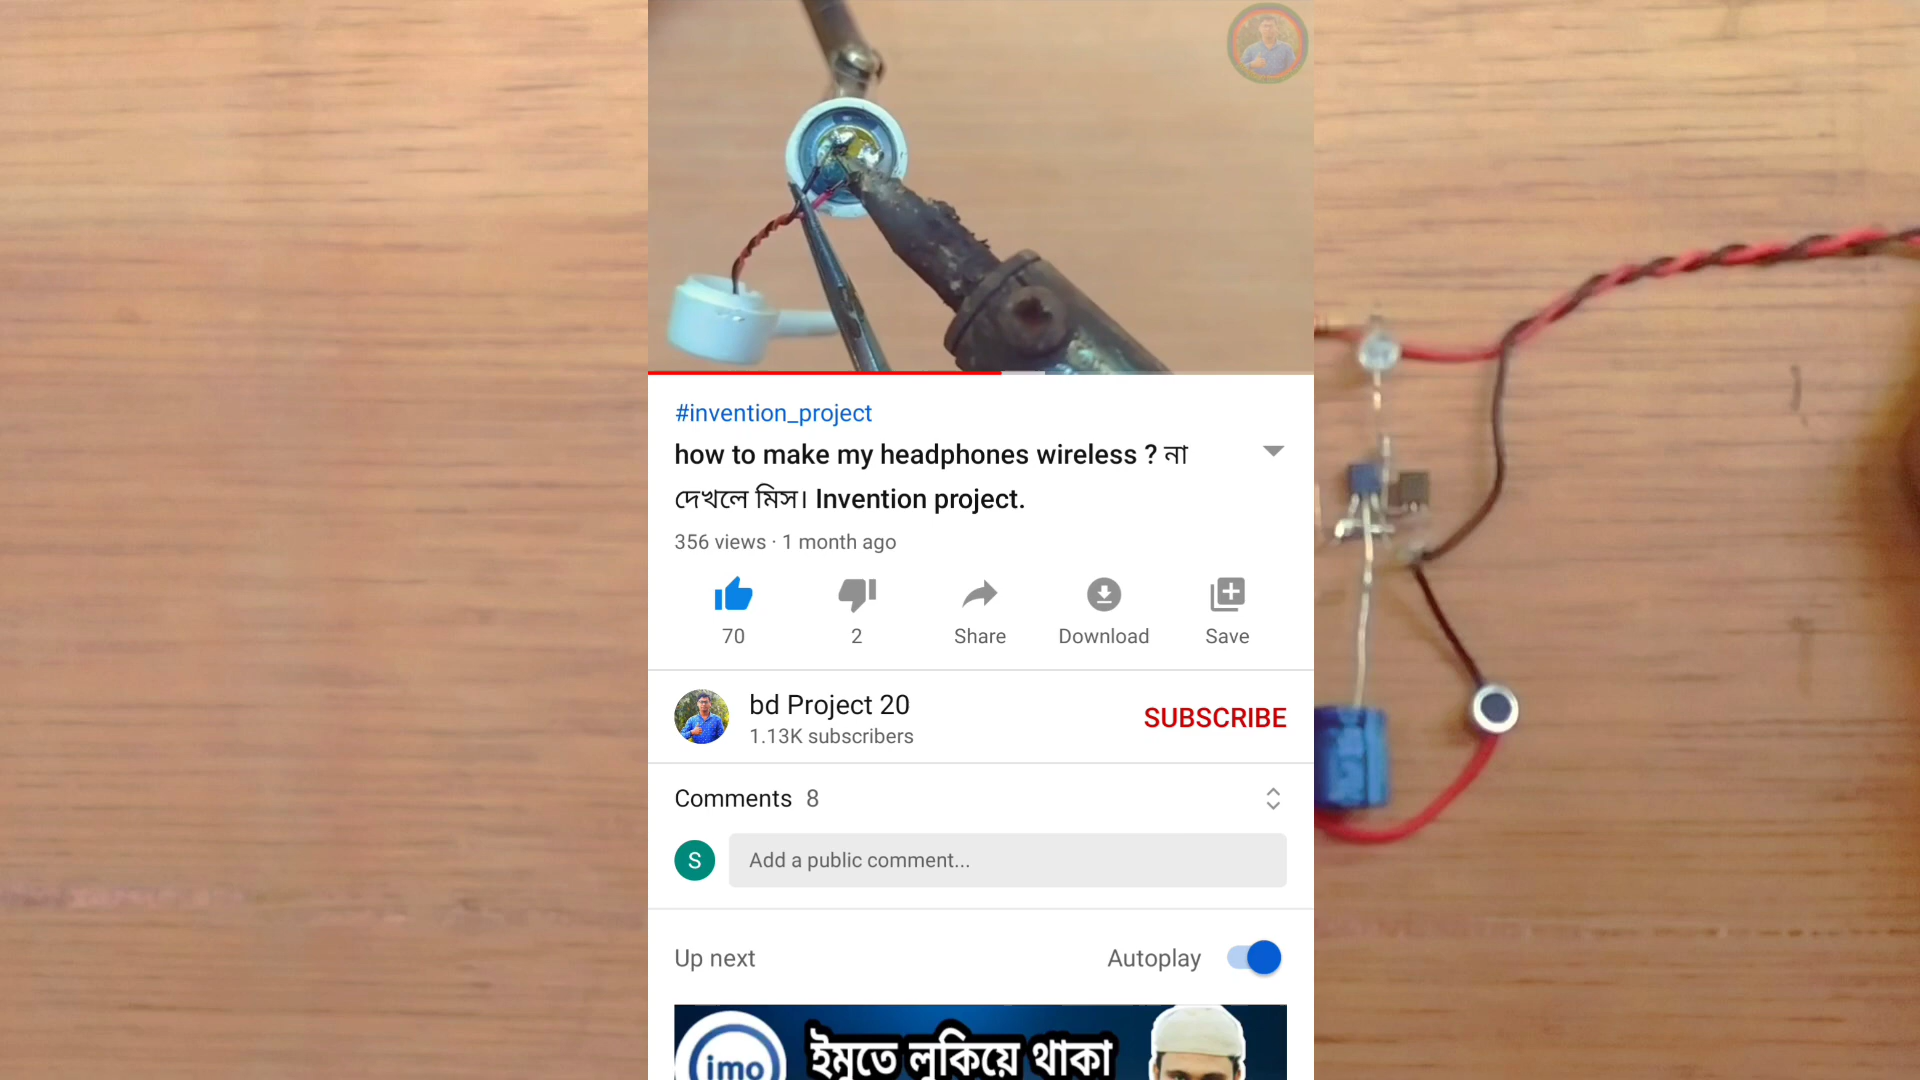 #invention_project
how to make my headphones wireless ? না
দেখলে মিস। Invention project.
356 views · 1 month ago
70
2
Share
Download
Save
bd Project 20
1.13K subscribers
SUBSCRIBE
Comments 8
S
Add a public comment...
Up next
Autoplay
imo
ইমুতে লুকিয়ে থাকা